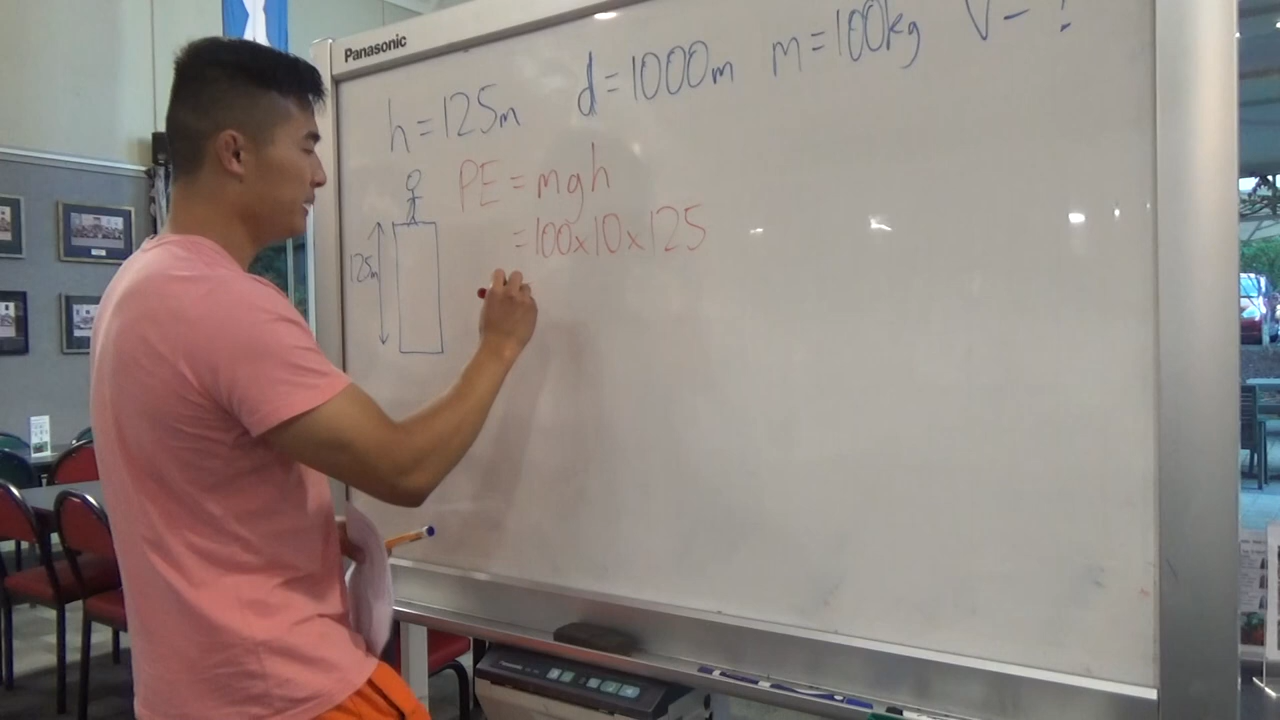 Panasonic
h=125m d=1000m m=100kg V- ?
PE=mgh
=100x10x125
125m